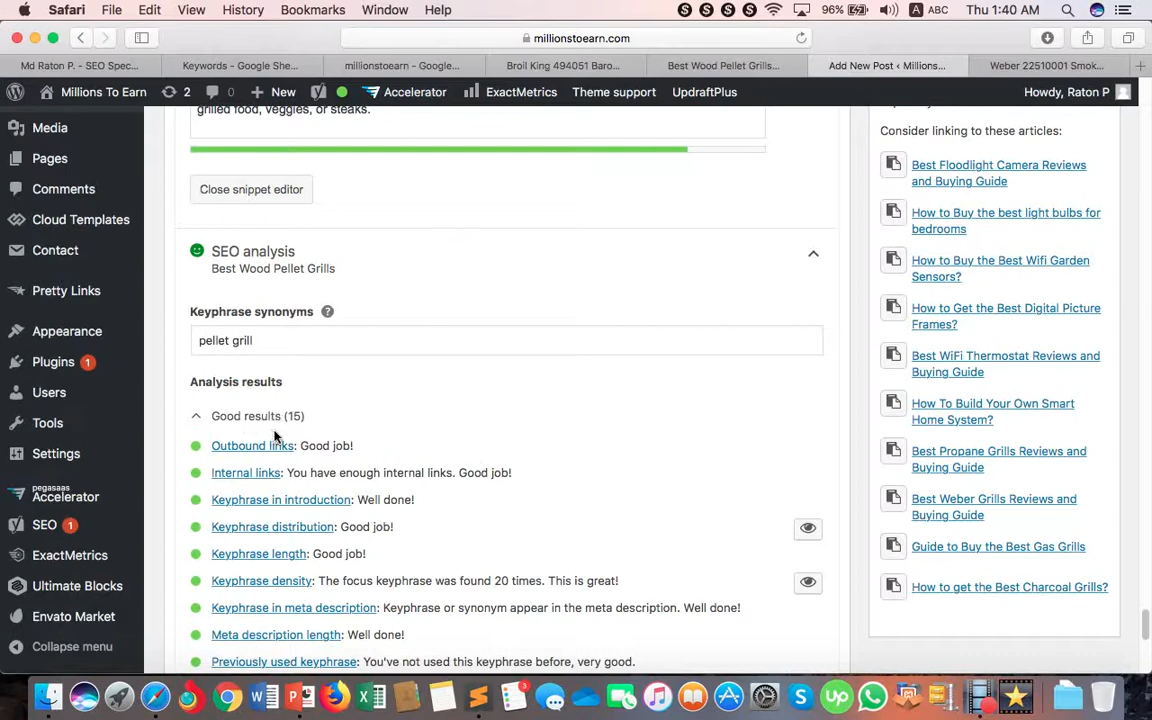 Safari File Edit View History Bookmarks Window Help 96% A ABC Thu 1:40 AM
millionstoearn.com
Md Raton P. - SEO Spec... Keywords - Google She... millionstoearn - Google... Broil King 494051 Baro... Best Wood Pellet Grills... Add New Post ‹ Millions... Weber 22510001 Smok...
Millions To Earn 2 0 New Accelerator ExactMetrics Theme support UpdraftPlus Howdy, Raton P
Media
Pages
Comments
Cloud Templates
Contact
Pretty Links
Appearance
Plugins 1
Users
Tools
Settings
pegasaas
Accelerator
SEO 1
ExactMetrics
Ultimate Blocks
Envato Market
Collapse menu
grilled food, veggies, or steaks.
Close snippet editor
SEO analysis
Best Wood Pellet Grills
Keyphrase synonyms ?
pellet grill
Analysis results
Good results (15)
Outbound links: Good job!
Internal links: You have enough internal links. Good job!
Keyphrase in introduction: Well done!
Keyphrase distribution: Good job!
Keyphrase length: Good job!
Keyphrase density: The focus keyphrase was found 20 times. This is great!
Keyphrase in meta description: Keyphrase or synonym appear in the meta description. Well done!
Meta description length: Well done!
Previously used keyphrase: You've not used this keyphrase before, very good.
Consider linking to these articles:
Best Floodlight Camera Reviews
and Buying Guide
How to Buy the best light bulbs for
bedrooms
How to Buy the Best Wifi Garden
Sensors?
How to Get the Best Digital Picture
Frames?
Best WiFi Thermostat Reviews and
Buying Guide
How To Build Your Own Smart
Home System?
Best Propane Grills Reviews and
Buying Guide
Best Weber Grills Reviews and
Buying Guide
Guide to Buy the Best Gas Grills
How to get the Best Charcoal Grills?